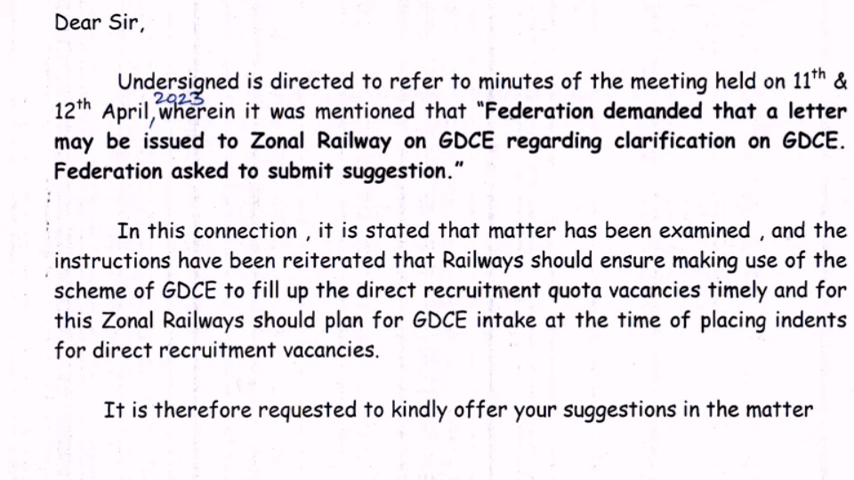 Dear Sir,
Undersigned is directed to refer to minutes of the meeting held on 11th &
12th April, 2023 wherein it was mentioned that "Federation demanded that a letter
may be issued to Zonal Railway on GDCE regarding clarification on GDCE.
Federation asked to submit suggestion."
In this connection , it is stated that matter has been examined , and the
instructions have been reiterated that Railways should ensure making use of the
scheme of GDCE to fill up the direct recruitment quota vacancies timely and for
this Zonal Railways should plan for GDCE intake at the time of placing indents
for direct recruitment vacancies.
It is therefore requested to kindly offer your suggestions in the matter